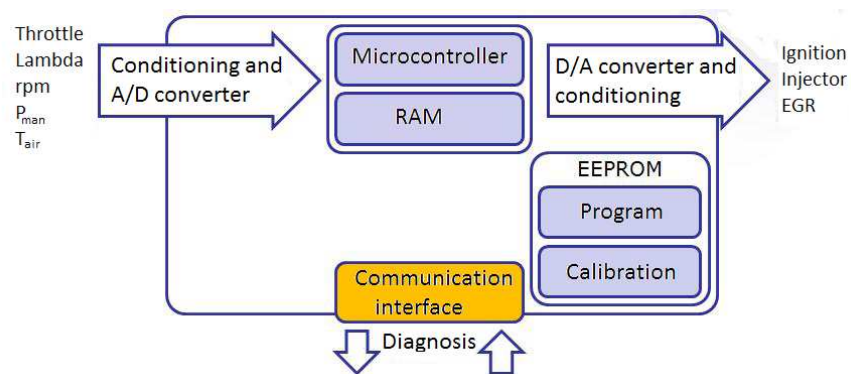 Throttle
Lambda
rpm
Pman
Tair
Conditioning and
A/D converter
Microcontroller
RAM
D/A converter and
conditioning
Ignition
Injector
EGR
EEPROM
Program
Calibration
Communication
interface
Diagnosis